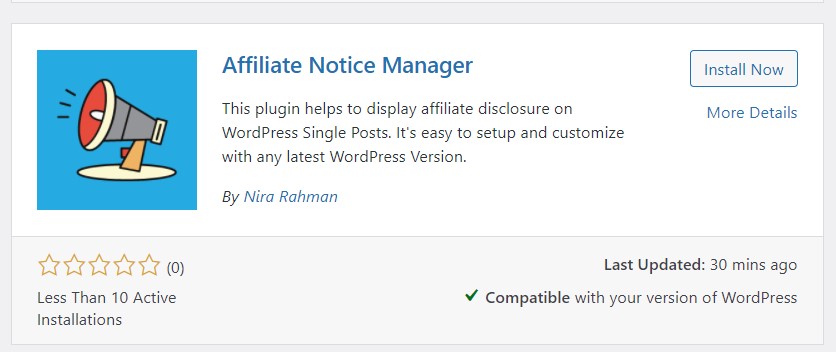 Affiliate Notice Manager
Install Now
More Details
This plugin helps to display affiliate disclosure on
WordPress Single Posts. It's easy to setup and customize
with any latest WordPress Version.
By Nira Rahman
(0)
Less Than 10 Active
Installations
Last Updated: 30 mins ago
Compatible with your version of WordPress